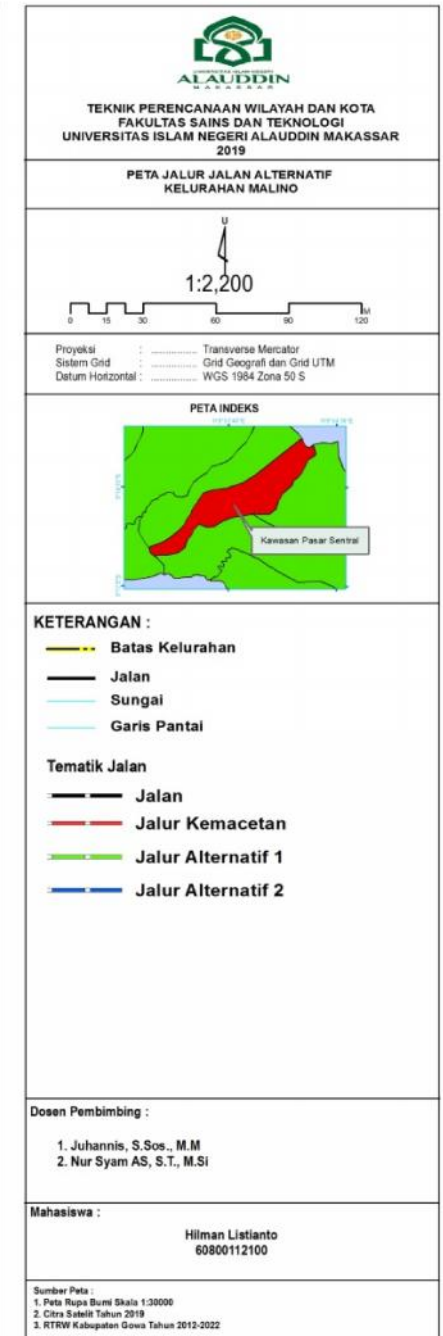 UNIVERSITAS ISLAM NEGERI
ALAUDDIN
MAKASSAR
TEKNIK PERENCANAAN WILAYAH DAN KOTA
FAKULTAS SAINS DAN TEKNOLOGI
UNIVERSITAS ISLAM NEGERI ALAUDDIN MAKASSAR
2019
PETA JALUR JALAN ALTERNATIF
KELURAHAN MALINO
U
1:2,200
M
0 15 30 60 90 120
Proyeksi : ............... Transverse Mercator
Sistem Grid : ............... Grid Geografi dan Grid UTM
Datum Horizontal : ............... WGS 1984 Zona 50 S
PETA INDEKS
Kawasan Pasar Sentral
KETERANGAN :
Batas Kelurahan
Jalan
Sungai
Garis Pantai
Tematik Jalan
Jalan
Jalur Kemacetan
Jalur Alternatif 1
Jalur Alternatif 2
Dosen Pembimbing :
1. Juhannis, S.Sos., M.M
2. Nur Syam AS, S.T., M.Si
Mahasiswa :
Hilman Listianto
60800112100
Sumber Peta :
1. Peta Rupa Bumi Skala 1:30000
2. Citra Satelit Tahun 2019
3. RTRW Kabupaten Gowa Tahun 2012-2022